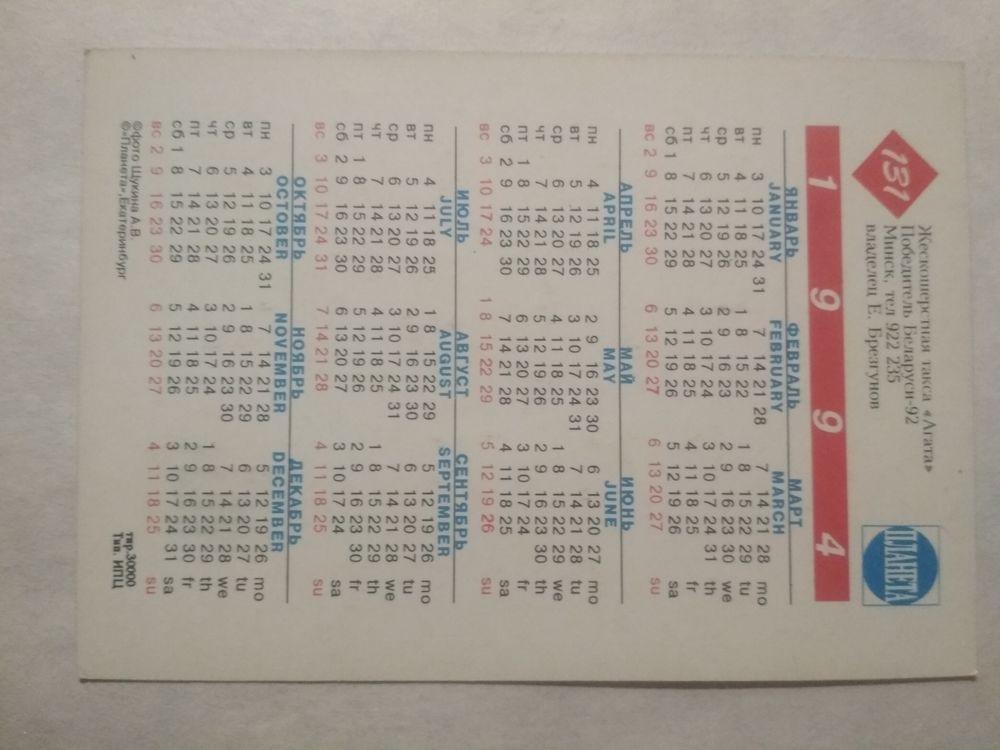 131
Жесткошерстная такса «Агата»
Победитель Беларуси-92
Минск, тел 922 235
владелец Е. Брезгунов
ПЛАНЕТА
1 9 9 4
ЯНВАРЬ ФЕВРАЛЬ МАРТ
JANUARY FEBRUARY MARCH
пн 3 10 17 24 31 7 14 21 28 7 14 21 28 mo
вт 4 11 18 25 1 8 15 22 1 8 15 22 29 tu
ср 5 12 19 26 2 9 16 23 2 9 16 23 30 we
чт 6 13 20 27 3 10 17 24 3 10 17 24 31 th
пт 7 14 21 28 4 11 18 25 4 11 18 25 fr
сб 1 8 15 22 29 5 12 19 26 5 12 19 26 sa
вс 2 9 16 23 30 6 13 20 27 6 13 20 27 su
АПРЕЛЬ МАЙ ИЮНЬ
APRIL MAY JUNE
пн 4 11 18 25 2 9 16 23 30 6 13 20 27 mo
вт 5 12 19 26 3 10 17 24 31 7 14 21 28 tu
ср 6 13 20 27 4 11 18 25 1 8 15 22 29 we
чт 7 14 21 28 5 12 19 26 2 9 16 23 30 th
пт 1 8 15 22 29 6 13 20 27 3 10 17 24 fr
сб 2 9 16 23 30 7 14 21 28 4 11 18 25 sa
вс 3 10 17 24 1 8 15 22 29 5 12 19 26 su
ИЮЛЬ АВГУСТ СЕНТЯБРЬ
JULY AUGUST SEPTEMBER
пн 4 11 18 25 1 8 15 22 29 5 12 19 26 mo
вт 5 12 19 26 2 9 16 23 30 6 13 20 27 tu
ср 6 13 20 27 3 10 17 24 31 7 14 21 28 we
чт 7 14 21 28 4 11 18 25 1 8 15 22 29 th
пт 1 8 15 22 29 5 12 19 26 2 9 16 23 30 fr
сб 2 9 16 23 30 6 13 20 27 3 10 17 24 sa
вс 3 10 17 24 31 7 14 21 28 4 11 18 25 su
ОКТЯБРЬ НОЯБРЬ ДЕКАБРЬ
OCTOBER NOVEMBER DECEMBER
пн 3 10 17 24 31 7 14 21 28 5 12 19 26 mo
вт 4 11 18 25 1 8 15 22 29 6 13 20 27 tu
ср 5 12 19 26 2 9 16 23 30 7 14 21 28 we
чт 6 13 20 27 3 10 17 24 1 8 15 22 29 th
пт 7 14 21 28 4 11 18 25 2 9 16 23 30 fr
сб 1 8 15 22 29 5 12 19 26 3 10 17 24 31 sa
вс 2 9 16 23 30 6 13 20 27 4 11 18 25 su
©фото Щукина А.В.
©«Планета»,Екатеринбург
тир.30000
Тип. ИПЦ